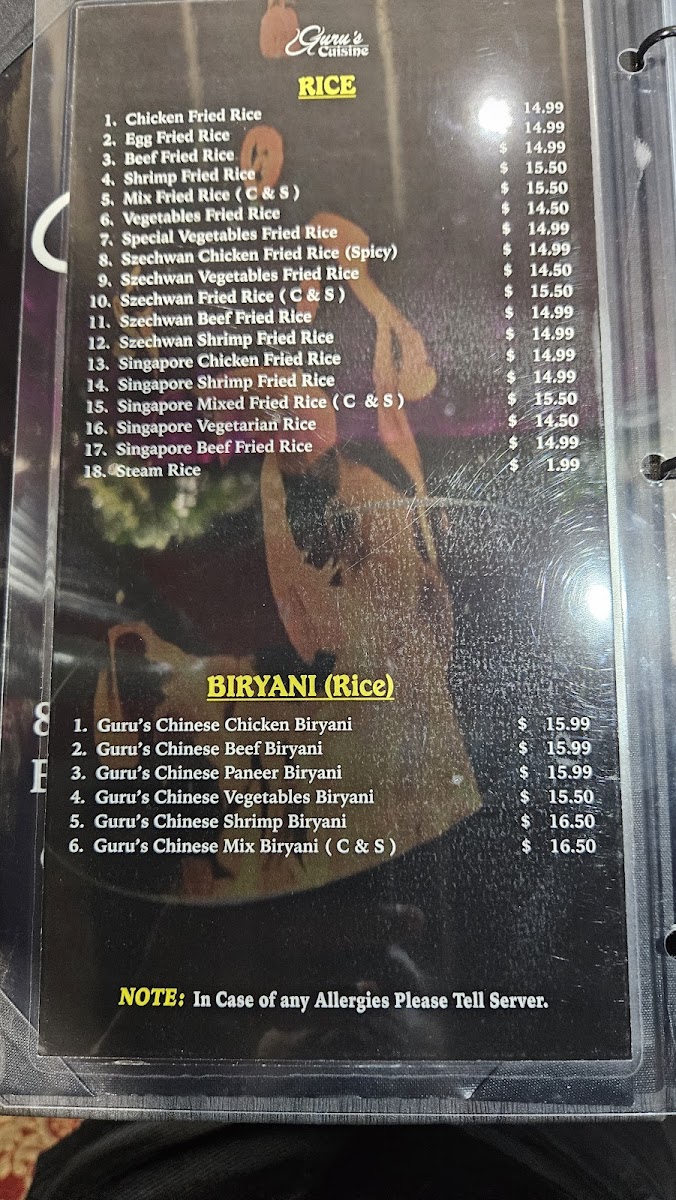 Guru's
Cuisine
RICE
1. Chicken Fried Rice 14.99
2. Egg Fried Rice 14.99
3. Beef Fried Rice $ 14.99
4. Shrimp Fried Rice $ 15.50
5. Mix Fried Rice ( C & S ) $ 15.50
6. Vegetables Fried Rice $ 14.50
7. Special Vegetables Fried Rice $ 14.99
8. Szechwan Chicken Fried Rice (Spicy) $ 14.99
9. Szechwan Vegetables Fried Rice $ 14.50
10. Szechwan Fried Rice ( C & S ) $ 15.50
11. Szechwan Beef Fried Rice $ 14.99
12. Szechwan Shrimp Fried Rice $ 14.99
13. Singapore Chicken Fried Rice $ 14.99
14. Singapore Shrimp Fried Rice $ 14.99
15. Singapore Mixed Fried Rice ( C & S ) $ 15.50
16. Singapore Vegetarian Rice $ 14.50
17. Singapore Beef Fried Rice $ 14.99
18. Steam Rice $ 1.99
BIRYANI (Rice)
1. Guru's Chinese Chicken Biryani $ 15.99
2. Guru's Chinese Beef Biryani $ 15.99
3. Guru's Chinese Paneer Biryani $ 15.99
4. Guru's Chinese Vegetables Biryani $ 15.50
5. Guru's Chinese Shrimp Biryani $ 16.50
6. Guru's Chinese Mix Biryani ( C & S ) $ 16.50
NOTE: In Case of any Allergies Please Tell Server.